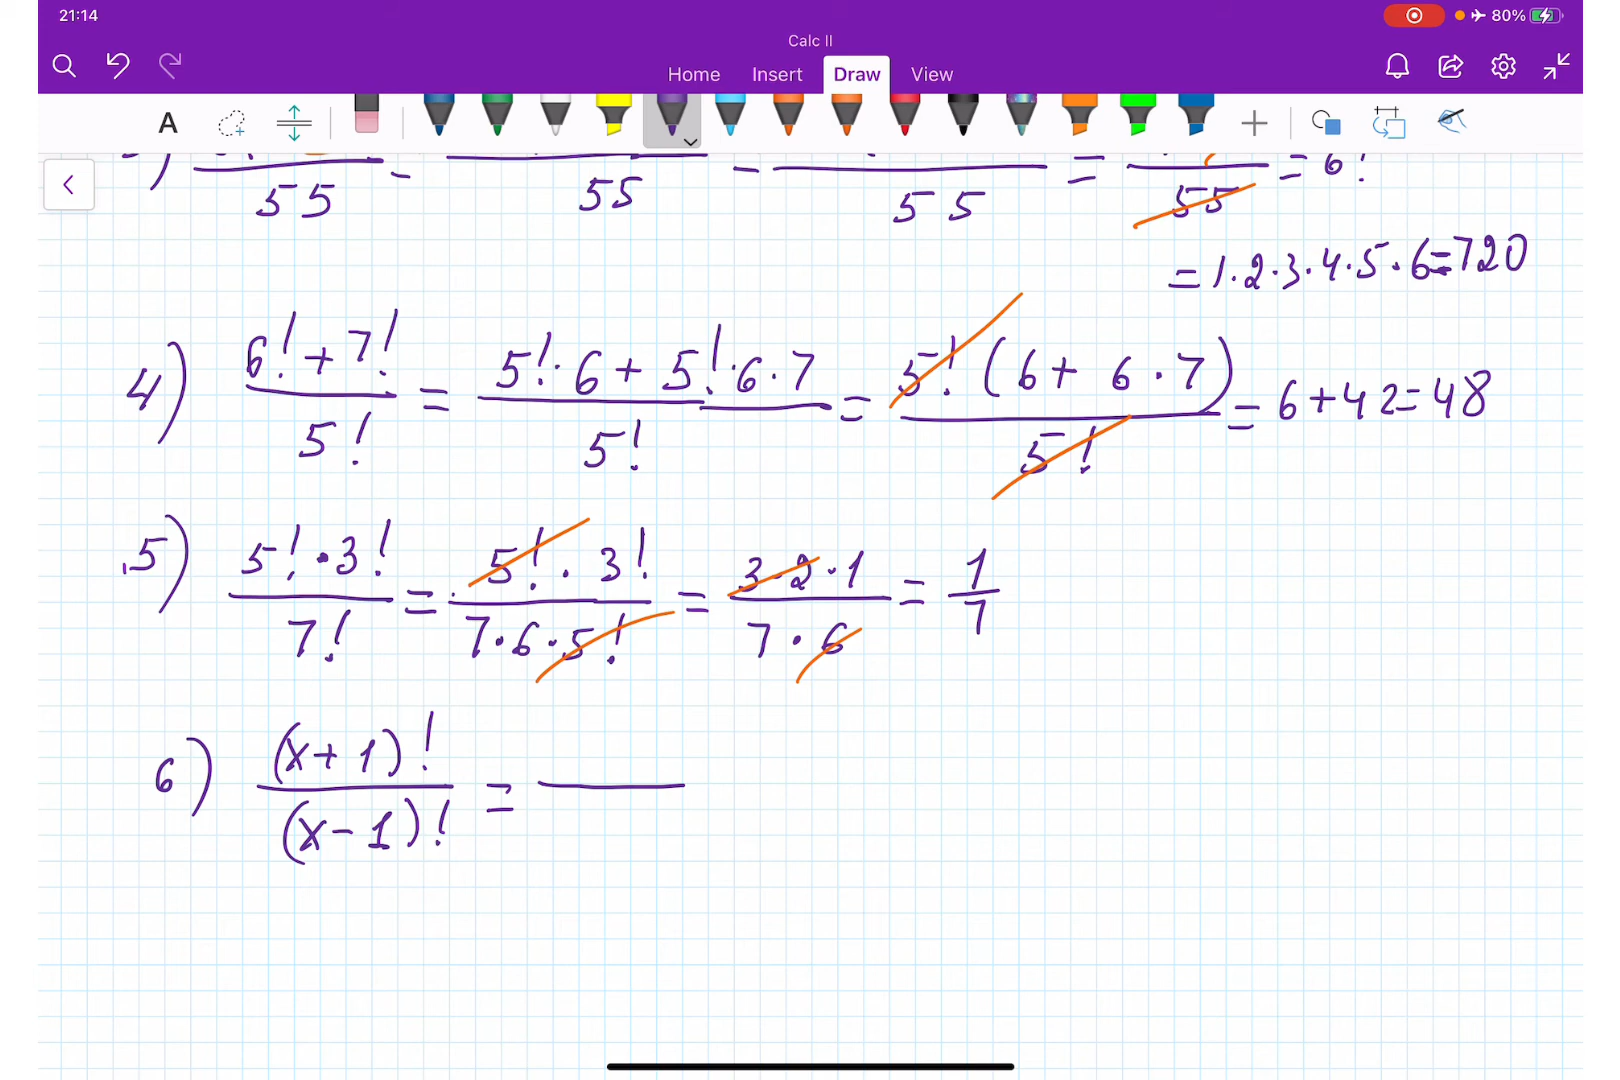 21:14
80%
Calc II
Home Insert Draw View
A
55 = 55 = 55 = 55 = 6!
= 1·2·3·4·5·6=720
4) 6!+7! / 5! = 5!·6+5!·6·7 / 5! = 5!(6+6·7) / 5! = 6+42=48
5) 5!·3! / 7! = 5!·3! / 7·6·5! = 3·2·1 / 7·6 = 1/7
6) (x+1)! / (x-1)! =